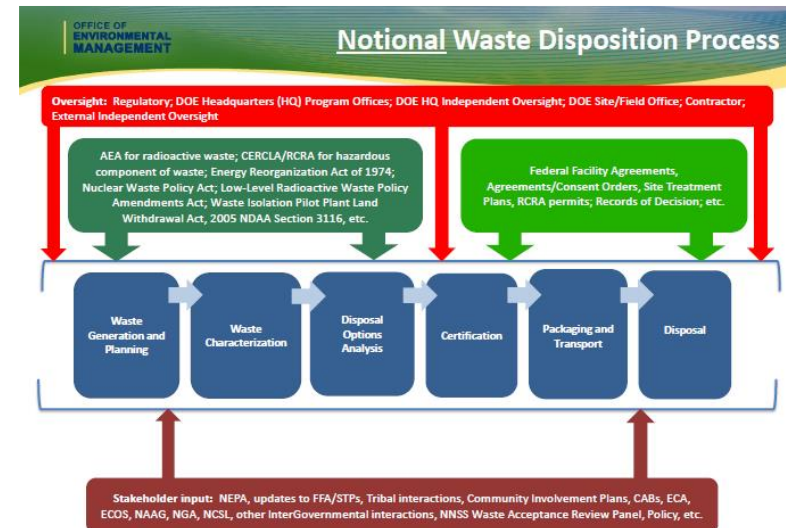 OFFICE OF
ENVIRONMENTAL
MANAGEMENT
Notional Waste Disposition Process
Oversight: Regulatory; DOE Headquarters (HQ) Program Offices; DOE HQ Independent Oversight; DOE Site/Field Office; Contractor;
External Independent Oversight
AEA for radioactive waste; CERCLA/RCRA for hazardous
component of waste; Energy Reorganization Act of 1974;
Nuclear Waste Policy Act; Low-Level Radioactive Waste Policy
Amendments Act; Waste Isolation Pilot Plant Land
Withdrawal Act, 2005 NDAA Section 3116, etc.
Federal Facility Agreements,
Agreements/Consent Orders, Site Treatment
Plans, RCRA permits; Records of Decision; etc.
Waste
Generation and
Planning
Waste
Characterization
Disposal
Options
Analysis
Certification
Packaging and
Transport
Disposal
Stakeholder input: NEPA, updates to FFA/STPs, Tribal interactions, Community Involvement Plans, CABs, ECA,
ECOS, NAAG, NGA, NCSL, other InterGovernmental interactions, NNSS Waste Acceptance Review Panel, Policy, etc.